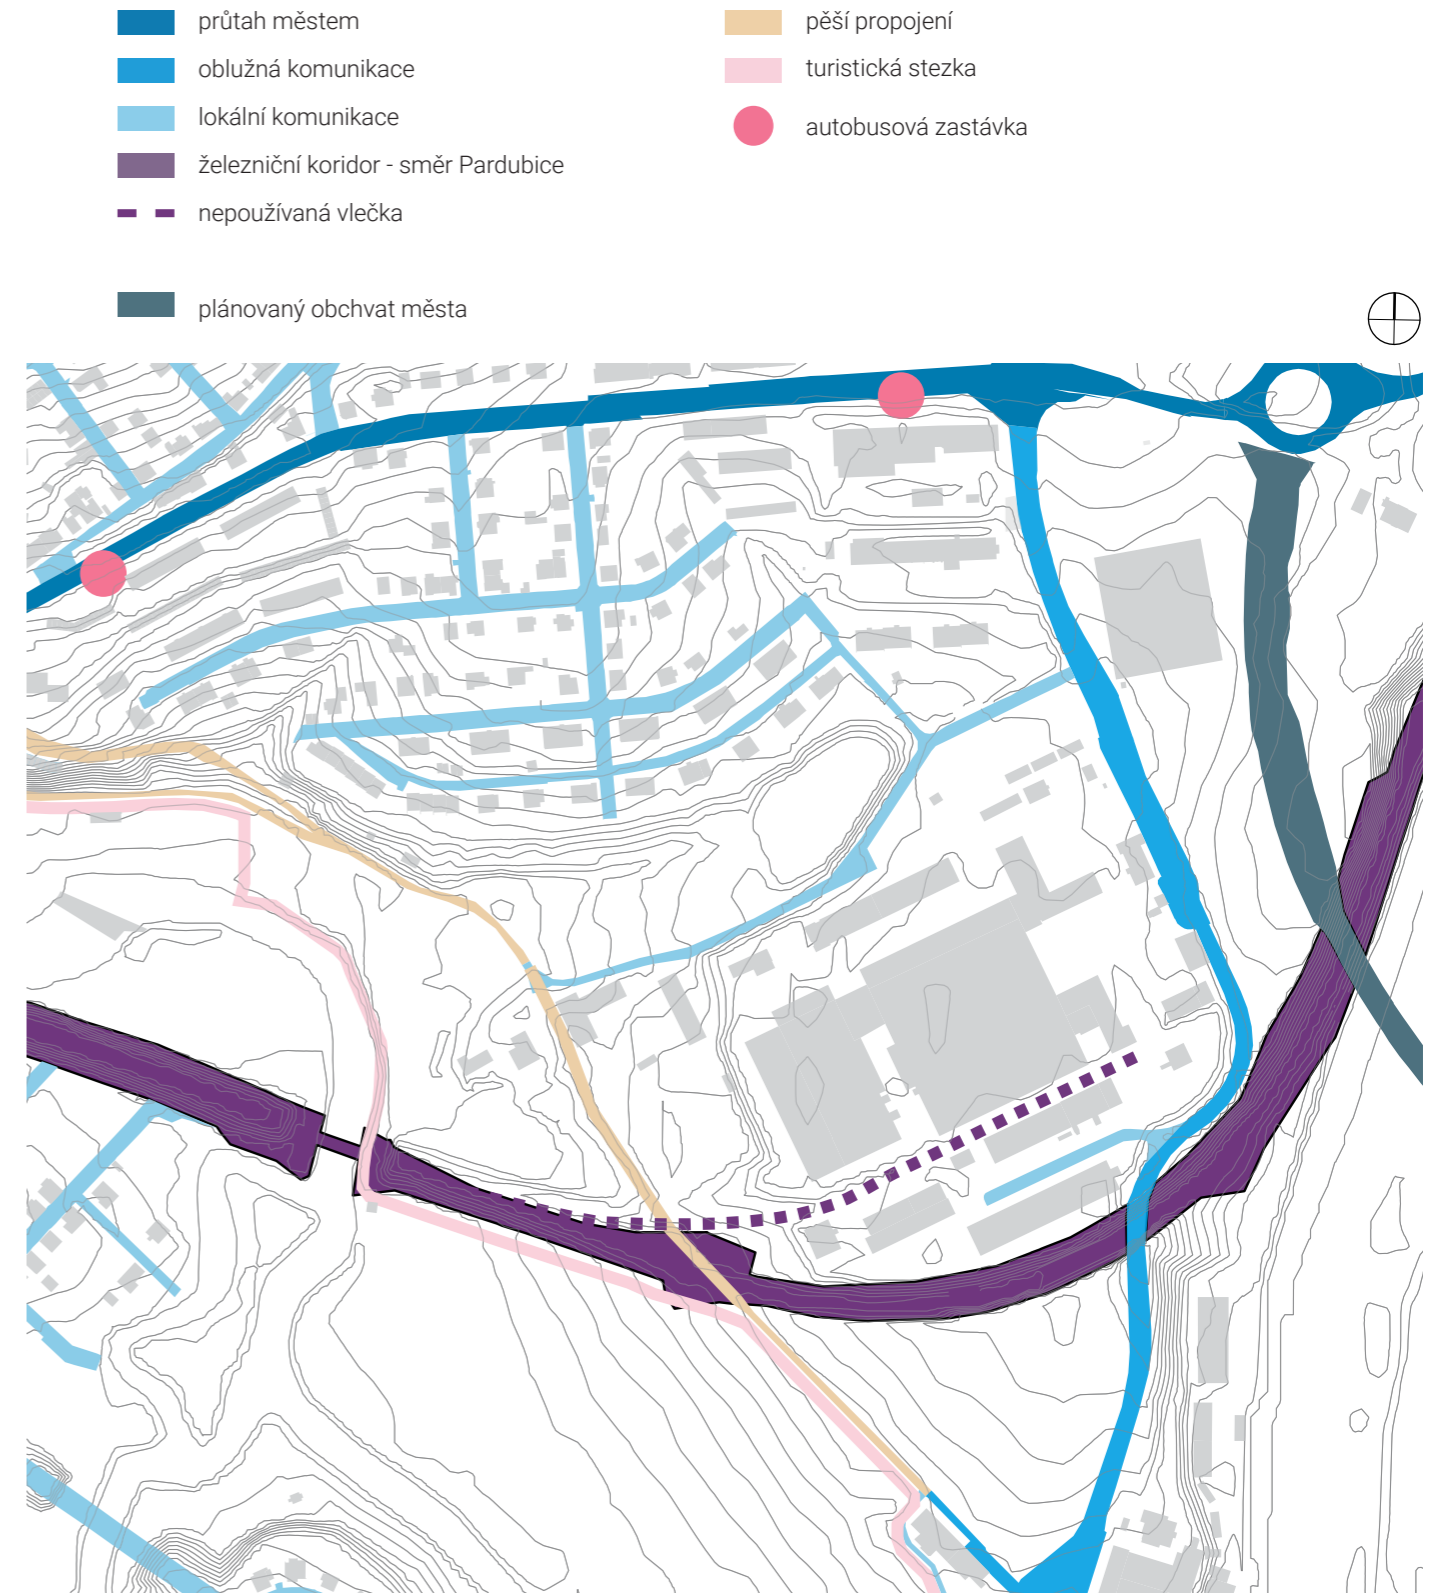 průtah městem
oblužná komunikace
lokální komunikace
železniční koridor - směr Pardubice
nepoužívaná vlečka
plánovaný obchvat města
pěší propojení
turistická stezka
autobusová zastávka